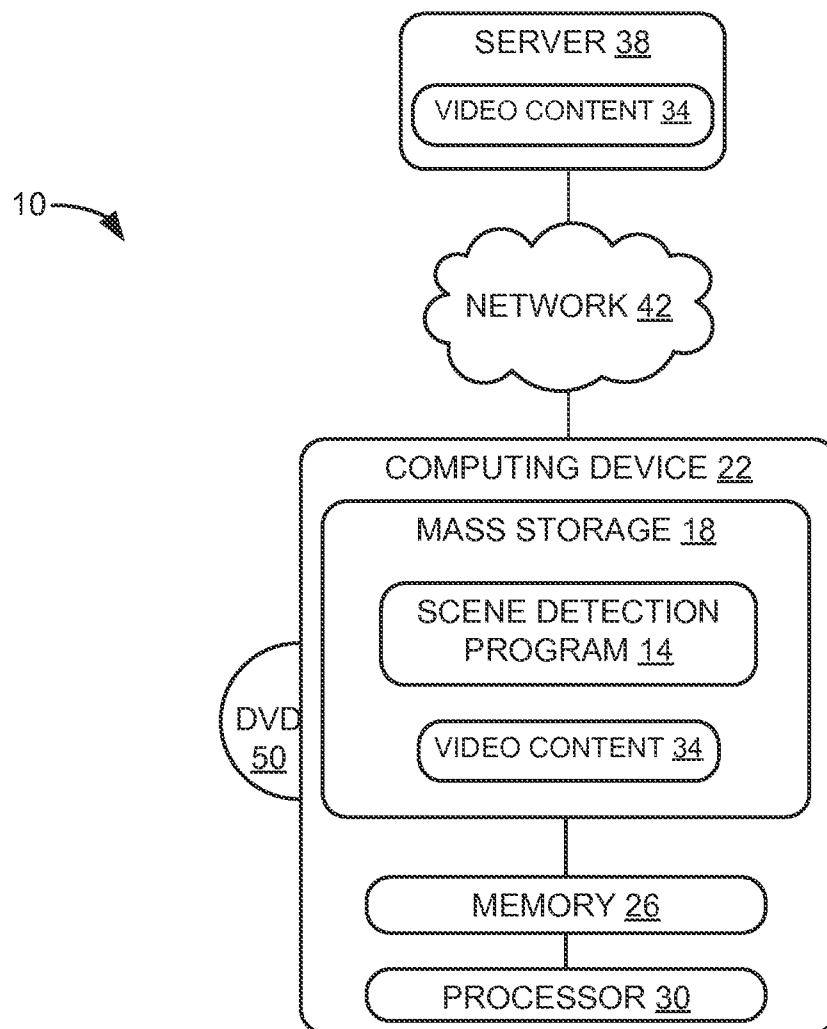 SERVER 38
VIDEO CONTENT 34
10
NETWORK 42
COMPUTING DEVICE 22
MASS STORAGE 18
SCENE DETECTION
PROGRAM 14
DVD
50
VIDEO CONTENT 34
MEMORY 26
PROCESSOR 30